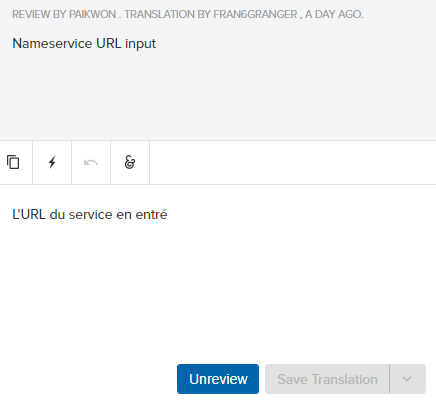 REVIEW BY PAIKWON . TRANSLATION BY FRAN6GRANGER , A DAY AGO.
Nameservice URL input
L'URL du service en entré
Unreview
Save Translation